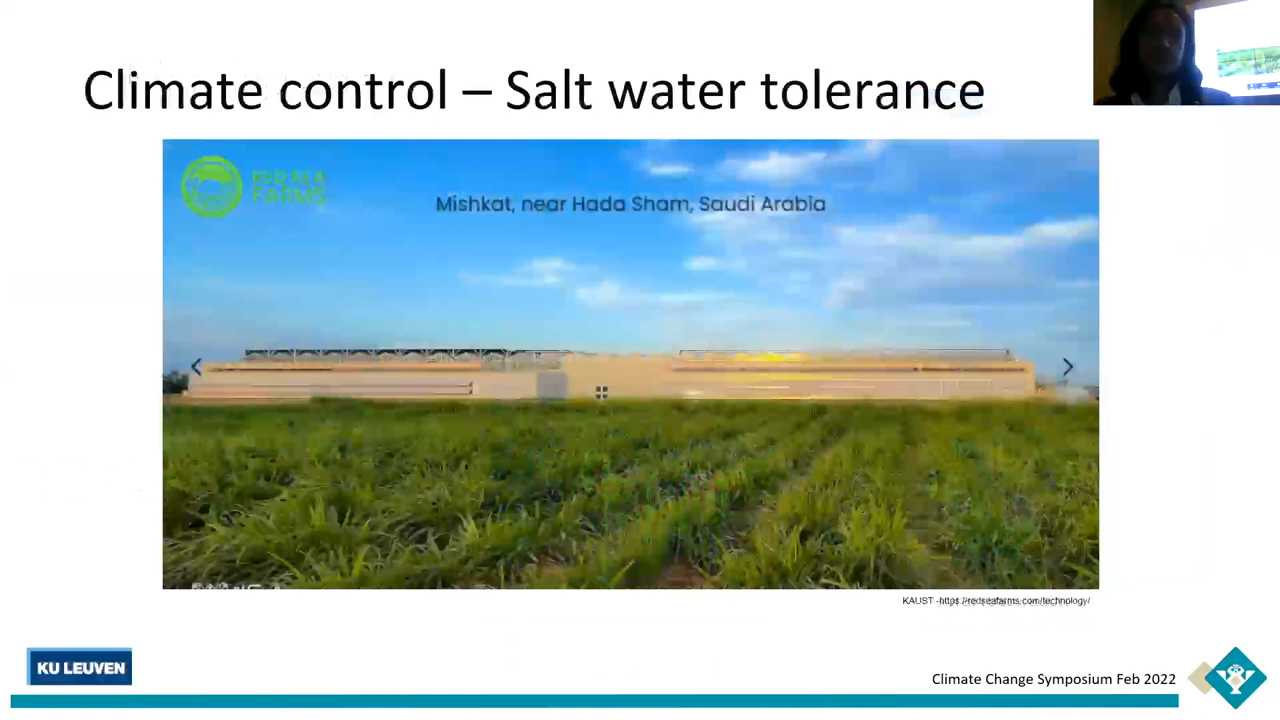 Climate control – Salt water tolerance
RED SEA
FARMS
Mishkat, near Hada Sham, Saudi Arabia
KAUST -https://redseafarms.com/technology/
KU LEUVEN
Climate Change Symposium Feb 2022